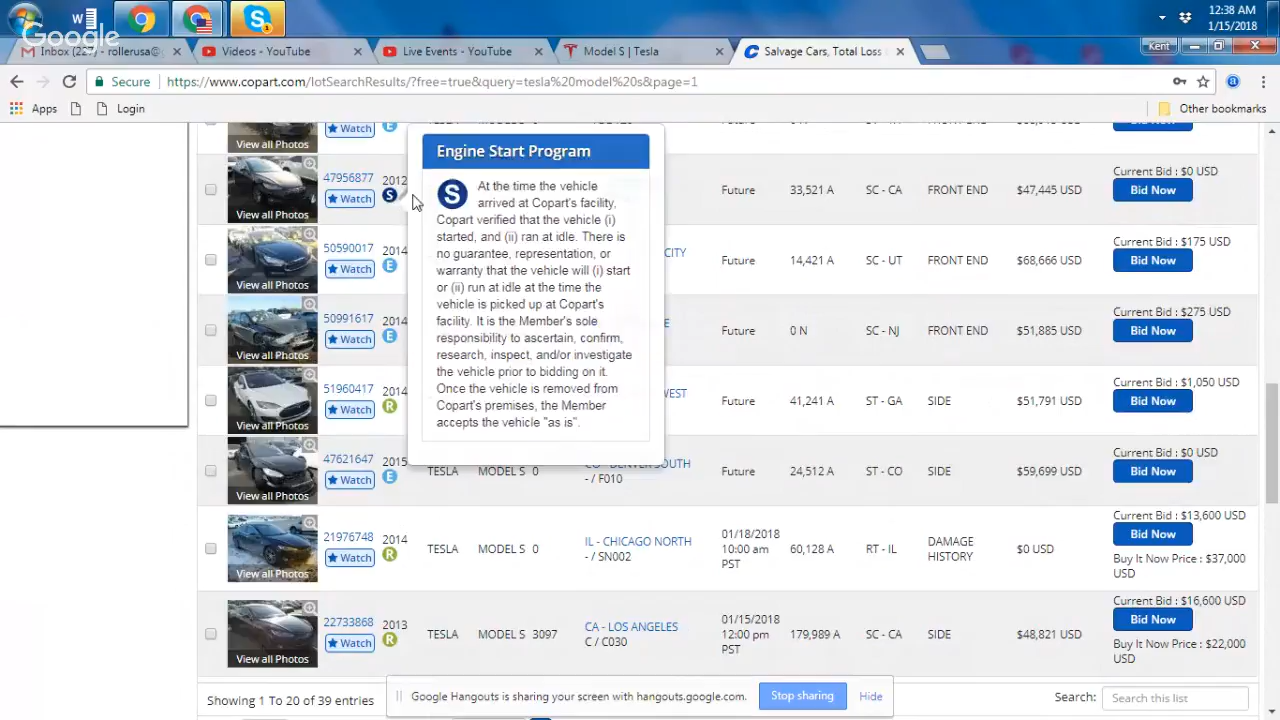 12:38 AM
1/15/2018
Google
Inbox (227) - rollerusa@
Videos - YouTube
Live Events - YouTube
Model S | Tesla
Salvage Cars, Total Loss
Kent
Secure
https://www.copart.com/lotSearchResults/?free=true&query=tesla%20model%20s&page=1
Apps
Login
Other bookmarks
View all Photos
Watch
E
Bid Now
Engine Start Program
S At the time the vehicle
arrived at Copart's facility,
Copart verified that the vehicle (i)
started, and (ii) ran at idle. There is
no guarantee, representation, or
warranty that the vehicle will (i) start
or (ii) run at idle at the time the
vehicle is picked up at Copart's
facility. It is the Member's sole
responsibility to ascertain, confirm,
research, inspect, and/or investigate
the vehicle prior to bidding on it.
Once the vehicle is removed from
Copart's premises, the Member
accepts the vehicle "as is".
View all Photos
47956877
Watch
2012
S
Future
33,521 A
SC - CA
FRONT END
$47,445 USD
Current Bid : $0 USD
Bid Now
View all Photos
50590017
Watch
2014
E
CITY
Future
14,421 A
SC - UT
FRONT END
$68,666 USD
Current Bid : $175 USD
Bid Now
View all Photos
50991617
Watch
2014
E
E
Future
0 N
SC - NJ
FRONT END
$51,885 USD
Current Bid : $275 USD
Bid Now
View all Photos
51960417
Watch
2014
R
WEST
Future
41,241 A
ST - GA
SIDE
$51,791 USD
Current Bid : $1,050 USD
Bid Now
View all Photos
47621647
Watch
2015
E
TESLA
MODEL S
0
CO - DENVER SOUTH
- / F010
Future
24,512 A
ST - CO
SIDE
$59,699 USD
Current Bid : $0 USD
Bid Now
View all Photos
21976748
Watch
2014
R
TESLA
MODEL S
0
IL - CHICAGO NORTH
- / SN002
01/18/2018
10:00 am
PST
60,128 A
RT - IL
DAMAGE
HISTORY
$0 USD
Current Bid : $13,600
USD
Bid Now
Buy It Now Price : $37,000
USD
View all Photos
22733868
Watch
2013
R
TESLA
MODEL S
3097
CA - LOS ANGELES
C / C030
01/15/2018
12:00 pm
PST
179,989 A
SC - CA
SIDE
$48,821 USD
Current Bid : $16,600
USD
Bid Now
Buy It Now Price : $22,000
USD
Showing 1 To 20 of 39 entries
Google Hangouts is sharing your screen with hangouts.google.com.
Stop sharing
Hide
Search:
Search this list